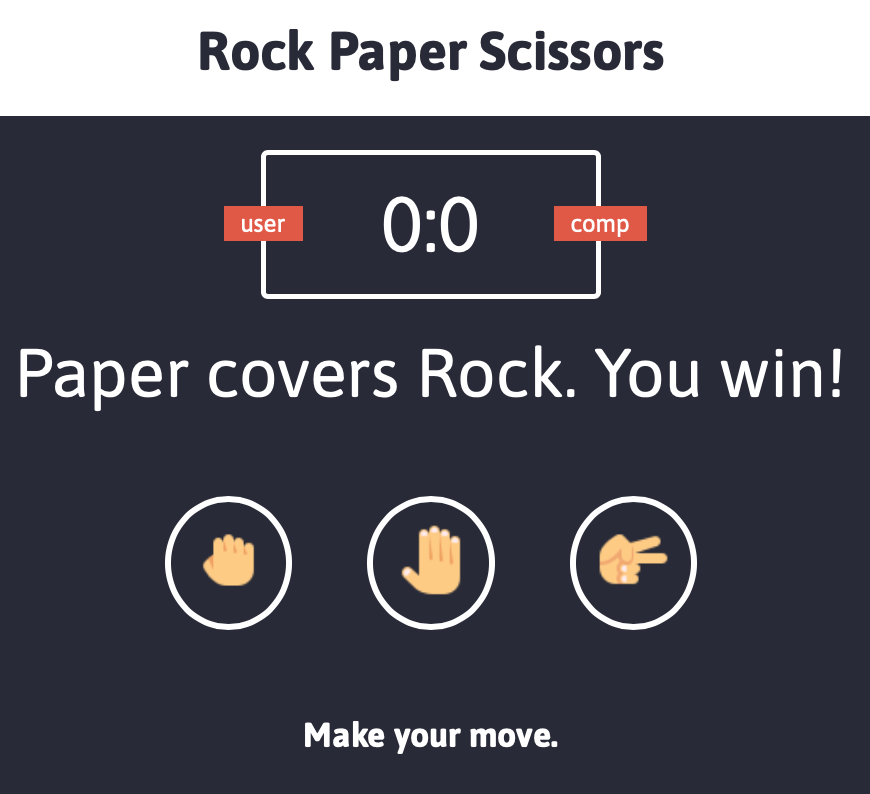 Rock Paper Scissors
user
0:0
comp
Paper covers Rock. You win!
Make your move.